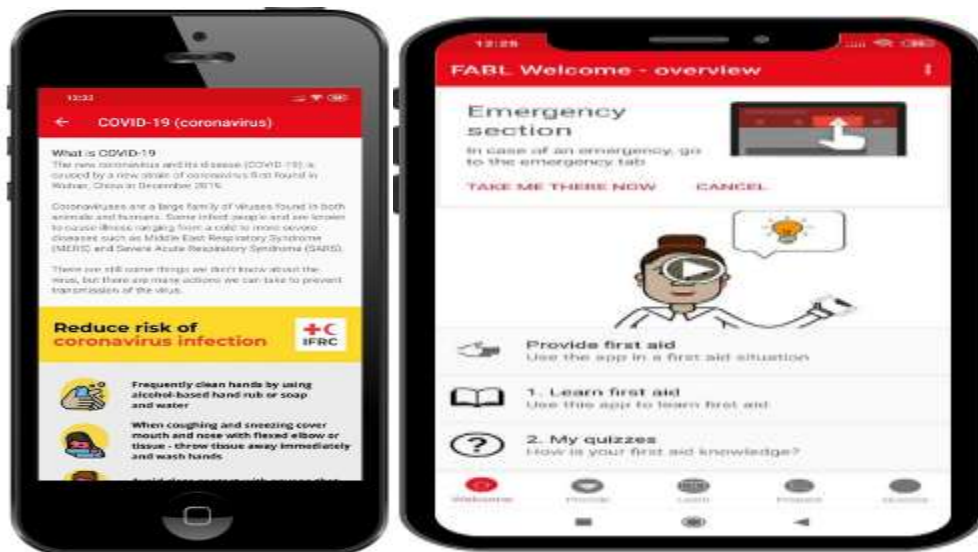 12:33
COVID-19 (coronavirus)
What is COVID-19
The new coronavirus and its disease (COVID-19) is
caused by a new strain of coronavirus first found in
Wuhan, China in December 2019.
Coronaviruses are a large family of viruses found in both
animals and humans. Some infect people and are known
to cause illness ranging from a cold to more severe
diseases such as Middle East Respiratory Syndrome
(MERS) and Severe Acute Respiratory Syndrome (SARS).
There are still some things we don't know about the
virus, but there are many actions we can take to prevent
transmission of the virus.
Reduce risk of
coronavirus infection
IFRC
Frequently clean hands by using
alcohol-based hand rub or soap
and water
When coughing and sneezing cover
mouth and nose with flexed elbow or
tissue - throw tissue away immediately
and wash hands
12:25
FABL Welcome - overview
Emergency
section
In case of an emergency, go
to the emergency tab
TAKE ME THERE NOW CANCEL
Provide first aid
Use the app in a first aid situation
1. Learn first aid
Use this app to learn first aid
2. My quizzes
How is your first aid knowledge?
Welcome Provide Learn Prepare